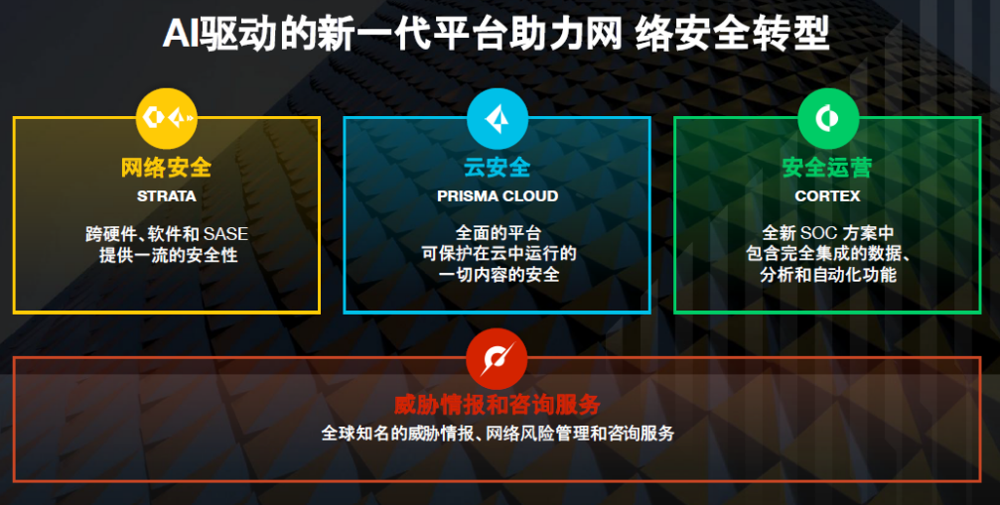 AI驱动的新一代平台助力网 络安全转型
网络安全
STRATA
跨硬件、软件和 SASE
提供一流的安全性
云安全
PRISMA CLOUD
全面的平台
可保护在云中运行的
一切内容的安全
安全运营
CORTEX
全新 SOC 方案中
包含完全集成的数据、
分析和自动化功能
威胁情报和咨询服务
全球知名的威胁情报、网络风险管理和咨询服务